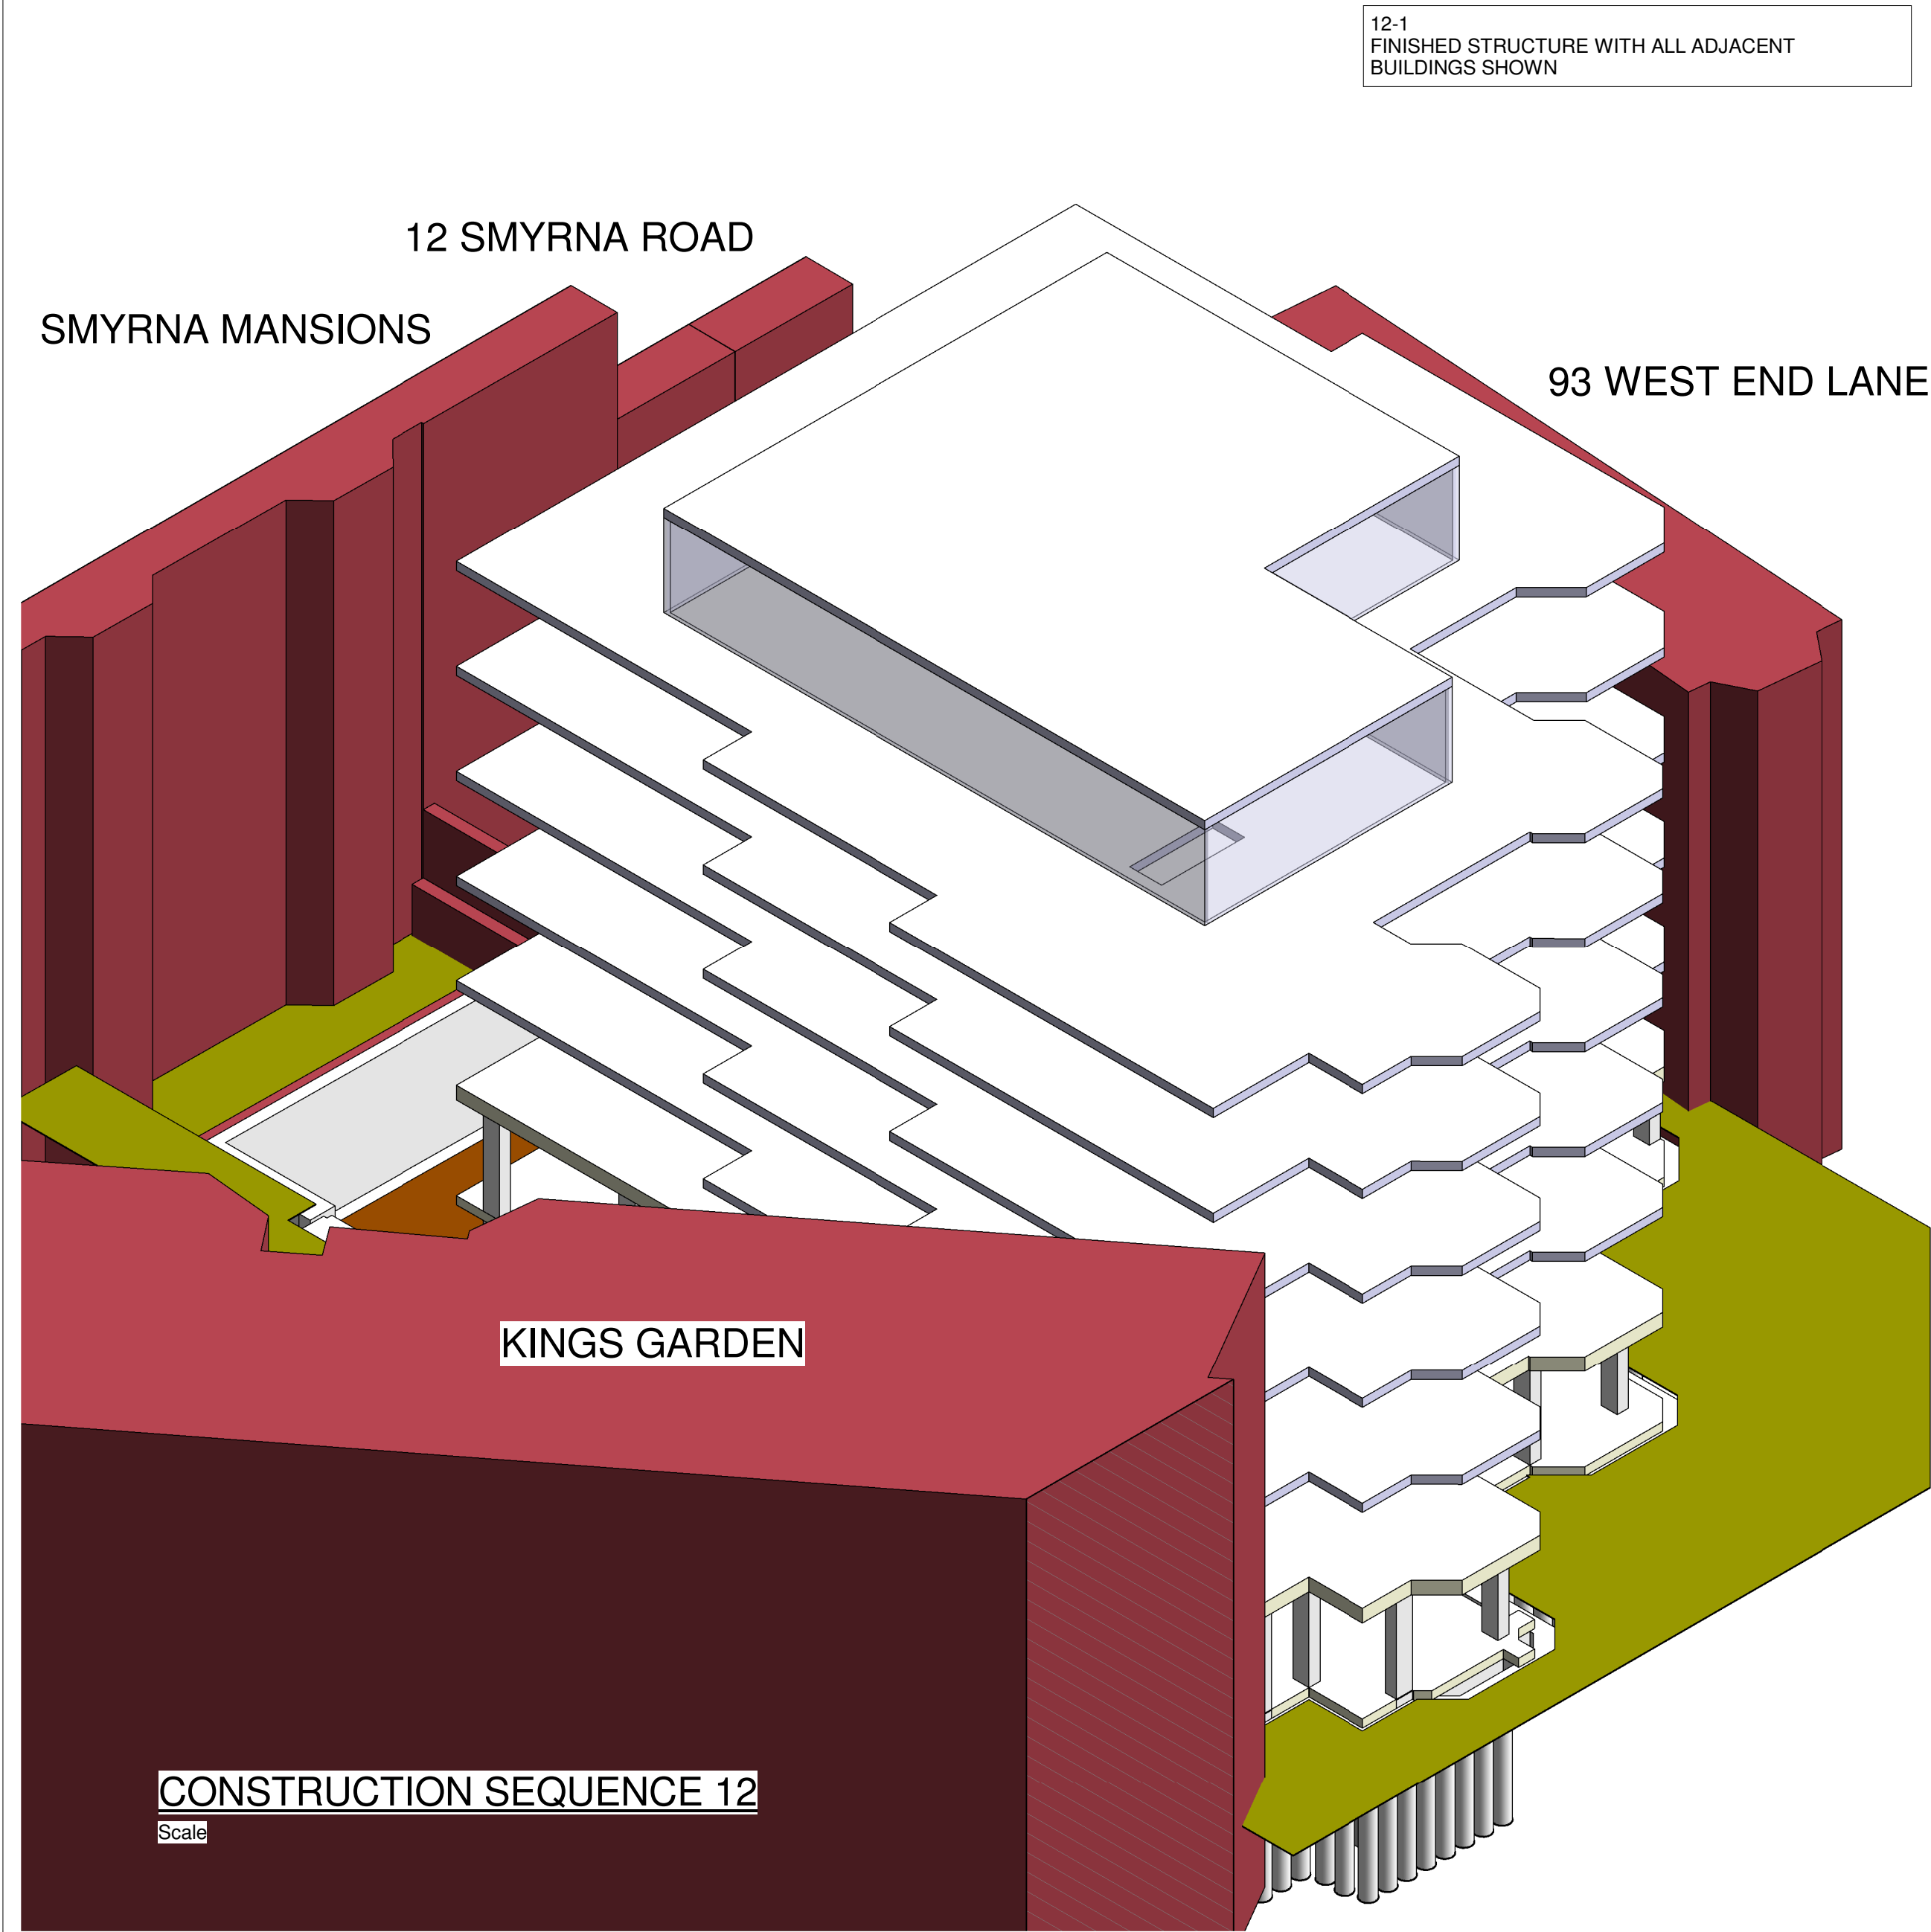 12-1
FINISHED STRUCTURE WITH ALL ADJACENT
BUILDINGS SHOWN
12 SMYRNA ROAD
SMYRNA MANSIONS
93 WEST END LANE
KINGS GARDEN
CONSTRUCTION SEQUENCE 12
Scale